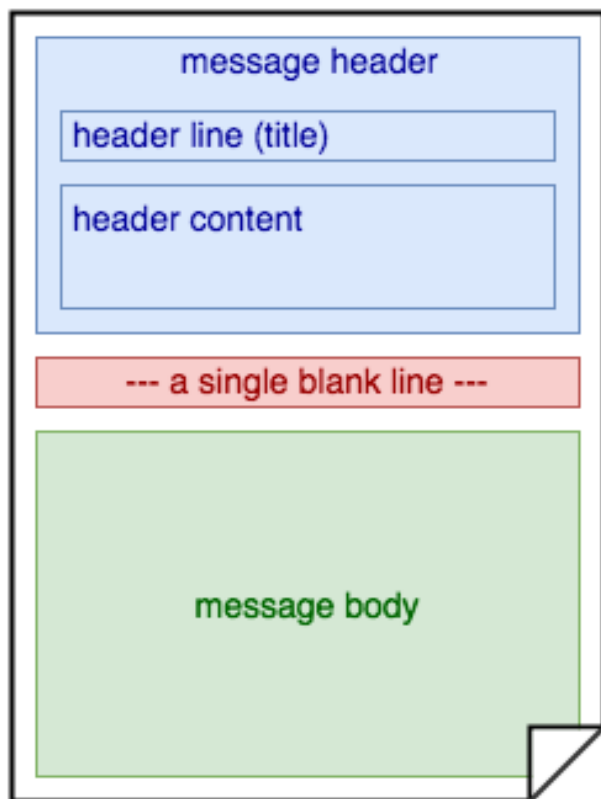 message header
header line (title)
header content
--- a single blank line ---
message body